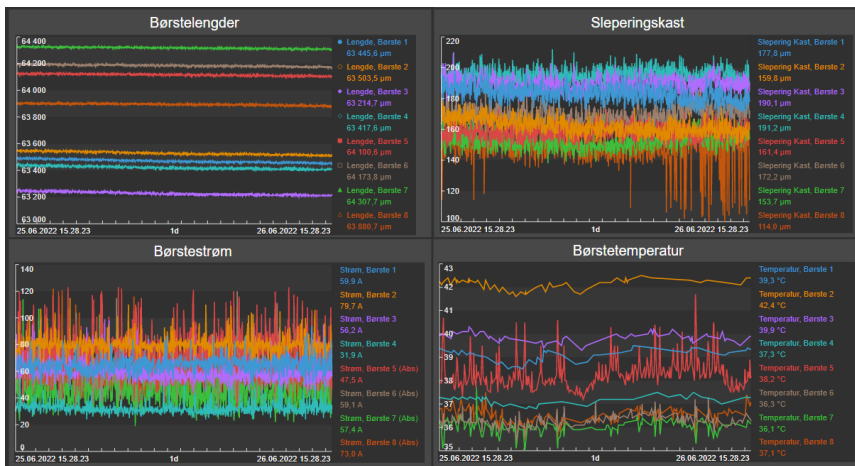 Børstelengder
64 400
64 200
64 000
63 800
63 600
63 400
63 200
63 000
25.06.2022 15.28.23
1d
26.06.2022 15.28.23
Lengde, Børste 1
63 445,6 µm
Lengde, Børste 2
63 503,5 µm
Lengde, Børste 3
63 214,7 µm
Lengde, Børste 4
63 417,6 µm
Lengde, Børste 5
64 100,6 µm
Lengde, Børste 6
64 173,8 µm
Lengde, Børste 7
64 307,7 µm
Lengde, Børste 8
63 880,7 µm
Sleperingskast
220
200
180
160
140
120
100
25.06.2022 15.28.23
1d
26.06.2022 15.28.23
Slepering Kast, Børste 1
177,8 µm
Slepering Kast, Børste 2
159,8 µm
Slepering Kast, Børste 3
190,1 µm
Slepering Kast, Børste 4
191,2 µm
Slepering Kast, Børste 5
161,4 µm
Slepering Kast, Børste 6
172,2 µm
Slepering Kast, Børste 7
153,7 µm
Slepering Kast, Børste 8
114,0 µm
Børstestrøm
140
120
100
80
60
40
20
0
25.06.2022 15.28.23
1d
26.06.2022 15.28.23
Strøm, Børste 1
59,9 A
Strøm, Børste 2
79,7 A
Strøm, Børste 3
56,2 A
Strøm, Børste 4
31,9 A
Strøm, Børste 5 (Abs)
47,5 A
Strøm, Børste 6 (Abs)
59,1 A
Strøm, Børste 7 (Abs)
57,4 A
Strøm, Børste 8 (Abs)
73,0 A
Børstetemperatur
43
42
41
40
39
38
37
36
35
25.06.2022 15.28.23
1d
26.06.2022 15.28.23
Temperatur, Børste 1
39,3 °C
Temperatur, Børste 2
42,4 °C
Temperatur, Børste 3
39,9 °C
Temperatur, Børste 4
37,3 °C
Temperatur, Børste 5
38,2 °C
Temperatur, Børste 6
36,3 °C
Temperatur, Børste 7
36,1 °C
Temperatur, Børste 8
37,1 °C